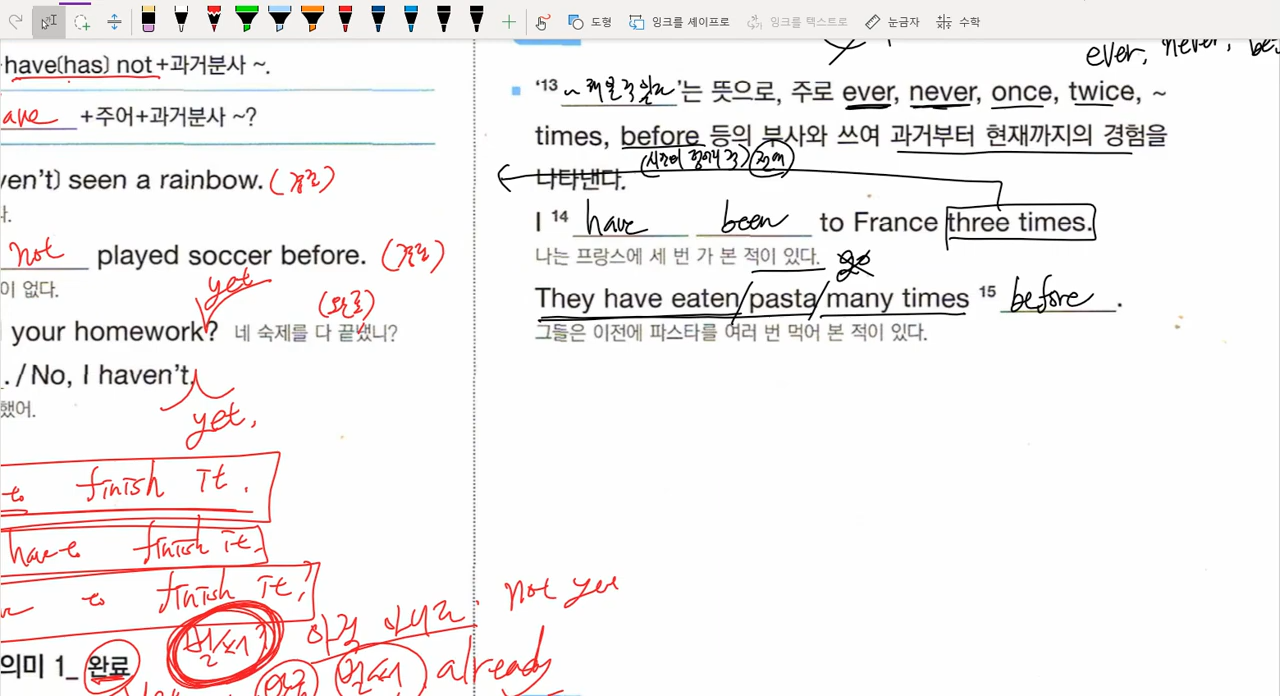 도형 잉크를 셰이프로 잉크를 텍스트로 눈금자 수학
have(has) not+과거분사 ~.
ave +주어+과거분사 ~?
ven't) seen a rainbow. (경험)
다.
not played soccer before. (경험)
이 없다.
yet
(완료)
your homework? 네 숙제를 다 끝냈니?
. / No, I haven't.
했어.
yet.
to finish it.
have to finish it.
to finish it.
벌써? 아직 아니고. not ye
의미 1_ 완료 벌써 already
ever, never, be
'13 는 뜻으로, 주로 ever, never, once, twice, ~
times, before 등의 부사와 쓰여 과거부터 현재까지의 경험을
나타낸다.
I 14 have been to France three times.
나는 프랑스에 세 번 가 본 적이 있다.
They have eaten/pasta/many times 15 before .
그들은 이전에 파스타를 여러 번 먹어 본 적이 있다.